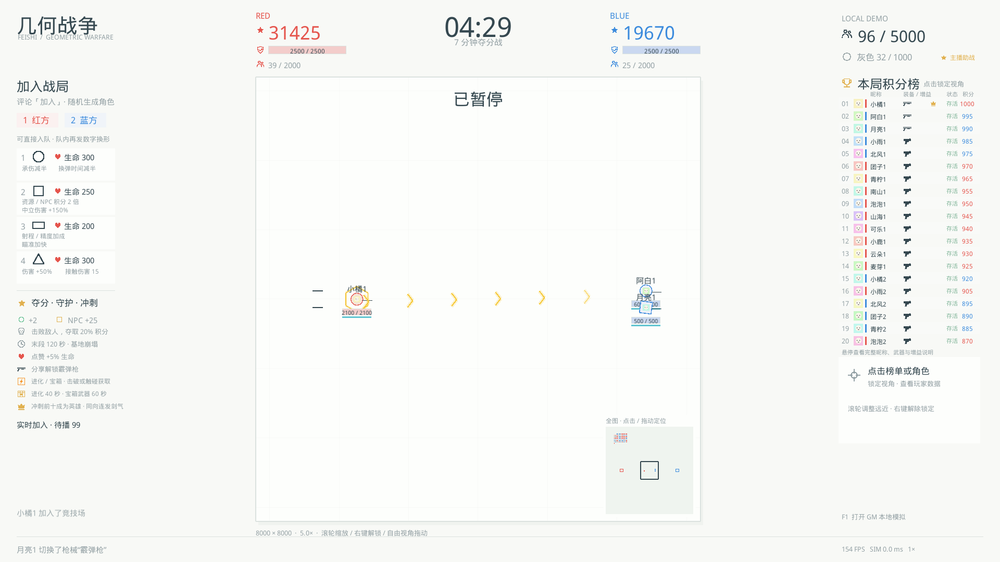 几何战争
FEISHI / GEOMETRIC WARFARE
RED
31425
2500 / 2500
39 / 2000
04:29
7 分钟夺分战
BLUE
19670
2500 / 2500
25 / 2000
LOCAL DEMO
96 / 5000
灰色 32 / 1000
主播助战
加入战局
评论「加入」· 随机生成角色
1 红方
2 蓝方
可直接入队 · 队内再发数字换形
1 生命 300
承伤减半 换弹时间减半
2 生命 250
资源 / NPC 积分 2 倍
中立伤害 +150%
3 生命 200
射程 / 精度加成
瞄准加快
4 生命 300
伤害 +50% 接触伤害 15
夺分 · 守护 · 冲刺
+2 NPC +25
击败敌人，夺取 20% 积分
末段 120 秒 · 基地崩塌
点赞 +5% 生命
分享解锁霰弹枪
进化 / 宝箱 · 击破或触碰获取
进化 40 秒 · 宝箱武器 60 秒
冲刺前十成为英雄 · 同向连发剑气
实时加入 · 待播 99
小橘1 加入了竞技场
月亮1 切换了枪械“霰弹枪”
已暂停
小橘1
2100 / 2100
阿白1
月亮1
500 / 500
全图 · 点击 / 拖动定位
8000 × 8000 · 5.0× · 滚轮缩放 / 右键解锁 / 自由视角拖动
本局积分榜 点击锁定视角
昵称 装备 / 增益 状态 积分
01 小橘1 存活 1000
02 阿白1 存活 995
03 月亮1 存活 990
04 小雨1 存活 985
05 北风1 存活 975
06 团子1 存活 970
07 青柠1 存活 965
08 南山1 存活 955
09 泡泡1 存活 950
10 山海1 存活 945
11 可乐1 存活 940
12 小鹿1 存活 935
13 云朵1 存活 930
14 麦芽1 存活 925
15 小橘2 存活 920
16 小雨2 存活 905
17 北风2 存活 895
18 团子2 存活 890
19 青柠2 存活 885
20 泡泡2 存活 870
悬停查看完整昵称、武器与增益说明
点击榜单或角色
锁定视角 · 查看玩家数据
滚轮调整远近 · 右键解除锁定
F1 打开 GM 本地模拟
154 FPS SIM 0.0 ms 1×